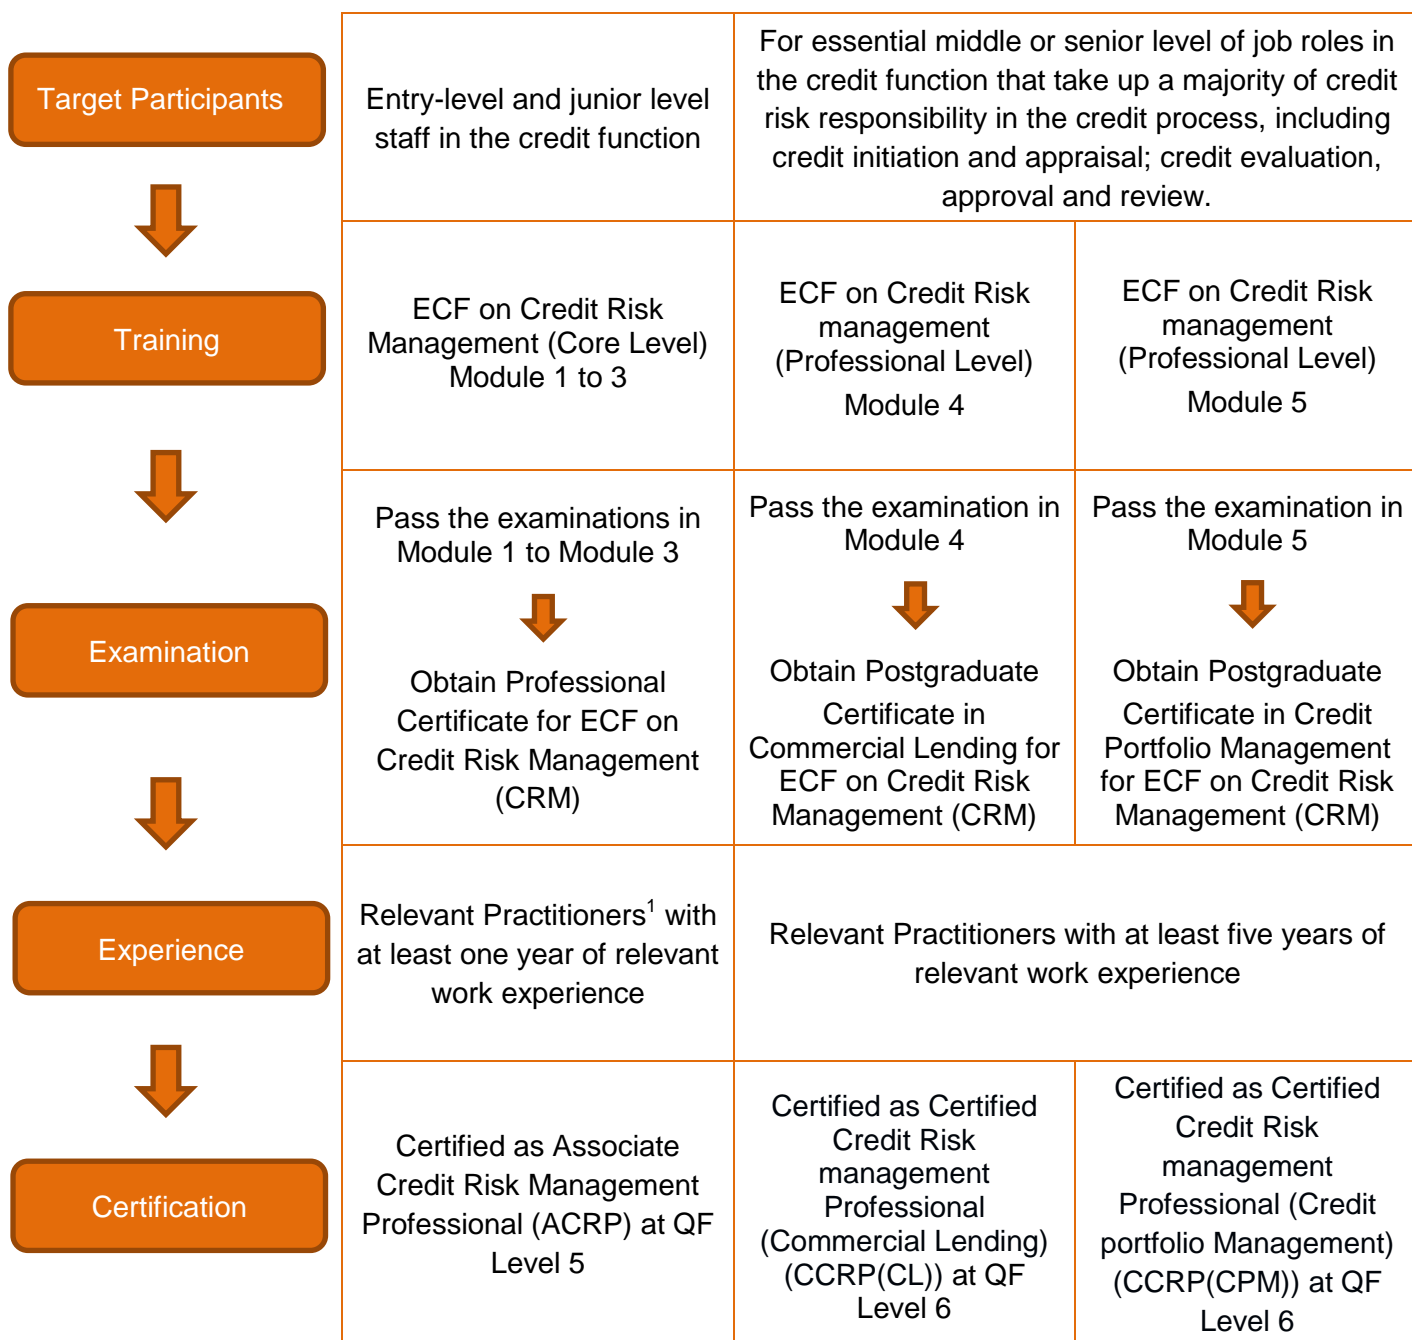 Target Participants
Entry-level and junior level
staff in the credit function
For essential middle or senior level of job roles in
the credit function that take up a majority of credit
risk responsibility in the credit process, including
credit initiation and appraisal; credit evaluation,
approval and review.
Training
ECF on Credit Risk
Management (Core Level)
Module 1 to 3
ECF on Credit Risk
management
(Professional Level)
Module 4
ECF on Credit Risk
management
(Professional Level)
Module 5
Examination
Pass the examinations in
Module 1 to Module 3
Obtain Professional
Certificate for ECF on
Credit Risk Management
(CRM)
Pass the examination in
Module 4
Obtain Postgraduate
Certificate in
Commercial Lending for
ECF on Credit Risk
Management (CRM)
Pass the examination in
Module 5
Obtain Postgraduate
Certificate in Credit
Portfolio Management
for ECF on Credit Risk
Management (CRM)
Experience
Relevant Practitioners¹ with
at least one year of relevant
work experience
Relevant Practitioners with at least five years of
relevant work experience
Certification
Certified as Associate
Credit Risk Management
Professional (ACRP) at QF
Level 5
Certified as Certified
Credit Risk
management
Professional
(Commercial Lending)
(CCRP(CL)) at QF
Level 6
Certified as Certified
Credit Risk
management
Professional (Credit
portfolio Management)
(CCRP(CPM)) at QF
Level 6